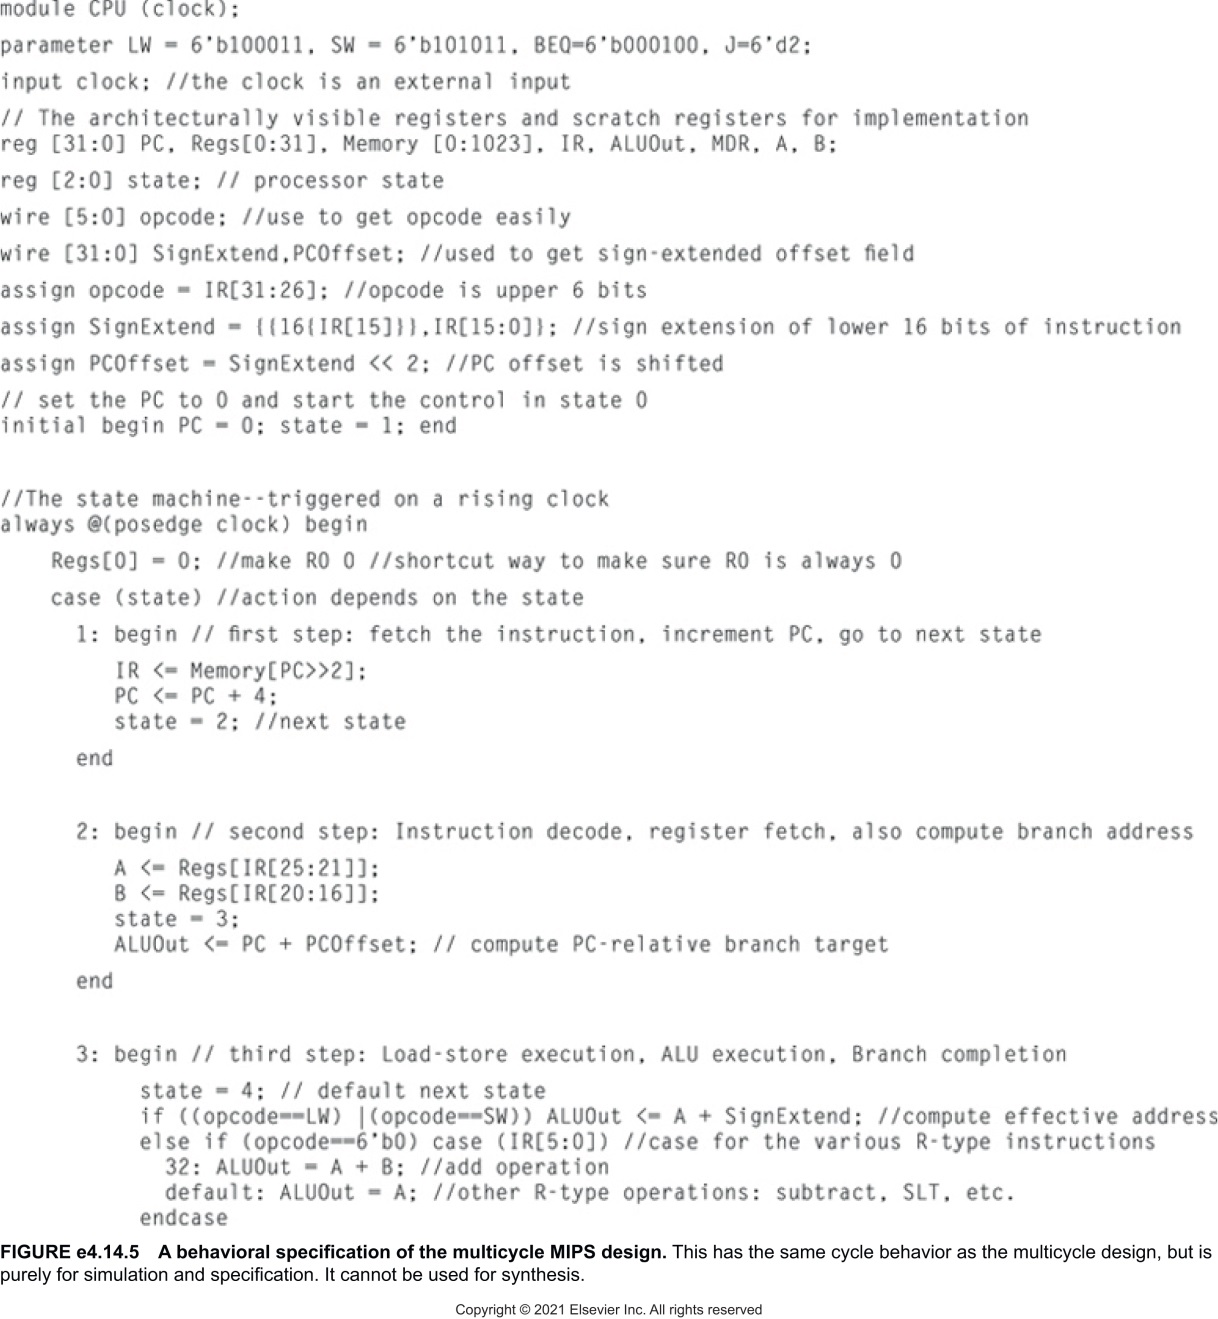 module CPU (clock);
parameter LW = 6'b100011, SW = 6'b101011, BEQ=6'b000100, J=6'd2;
input clock; //the clock is an external input
// The architecturally visible registers and scratch registers for implementation
reg [31:0] PC, Regs[0:31], Memory [0:1023], IR, ALUOut, MDR, A, B;
reg [2:0] state; // processor state
wire [5:0] opcode; //use to get opcode easily
wire [31:0] SignExtend,PCOffset; //used to get sign-extended offset field
assign opcode = IR[31:26]; //opcode is upper 6 bits
assign SignExtend = {{16{IR[15]}},IR[15:0]}; //sign extension of lower 16 bits of instruction
assign PCOffset = SignExtend << 2; //PC offset is shifted
// set the PC to 0 and start the control in state 0
initial begin PC = 0; state = 1; end
//The state machine--triggered on a rising clock
always @(posedge clock) begin
Regs[0] = 0; //make R0 0 //shortcut way to make sure R0 is always 0
case (state) //action depends on the state
1: begin // first step: fetch the instruction, increment PC, go to next state
IR <= Memory[PC>>2];
PC <= PC + 4;
state = 2; //next state
end
2: begin // second step: Instruction decode, register fetch, also compute branch address
A <= Regs[IR[25:21]];
B <= Regs[IR[20:16]];
state = 3;
ALUOut <= PC + PCOffset; // compute PC-relative branch target
end
3: begin // third step: Load-store execution, ALU execution, Branch completion
state = 4; // default next state
if ((opcode==LW) |(opcode==SW)) ALUOut <= A + SignExtend; //compute effective address
else if (opcode==6'b0) case (IR[5:0]) //case for the various R-type instructions
32: ALUOut = A + B; //add operation
default: ALUOut = A; //other R-type operations: subtract, SLT, etc.
endcase
FIGURE e4.14.5 A behavioral specification of the multicycle MIPS design. This has the same cycle behavior as the multicycle design, but is
purely for simulation and specification. It cannot be used for synthesis.
Copyright © 2021 Elsevier Inc. All rights reserved